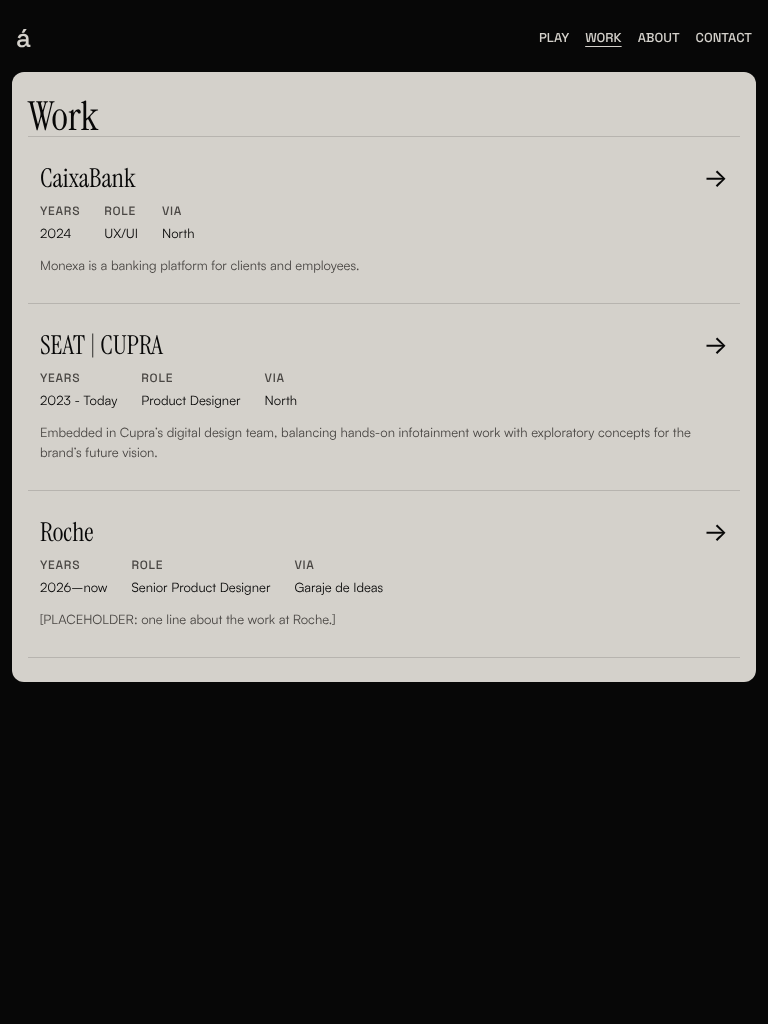 á
PLAY WORK ABOUT CONTACT
Work
CaixaBank
YEARS ROLE VIA
2024 UX/UI North
Monexa is a banking platform for clients and employees.
SEAT | CUPRA
YEARS ROLE VIA
2023 - Today Product Designer North
Embedded in Cupra's digital design team, balancing hands-on infotainment work with exploratory concepts for the
brand's future vision.
Roche
YEARS ROLE VIA
2026—now Senior Product Designer Garaje de Ideas
[PLACEHOLDER: one line about the work at Roche.]